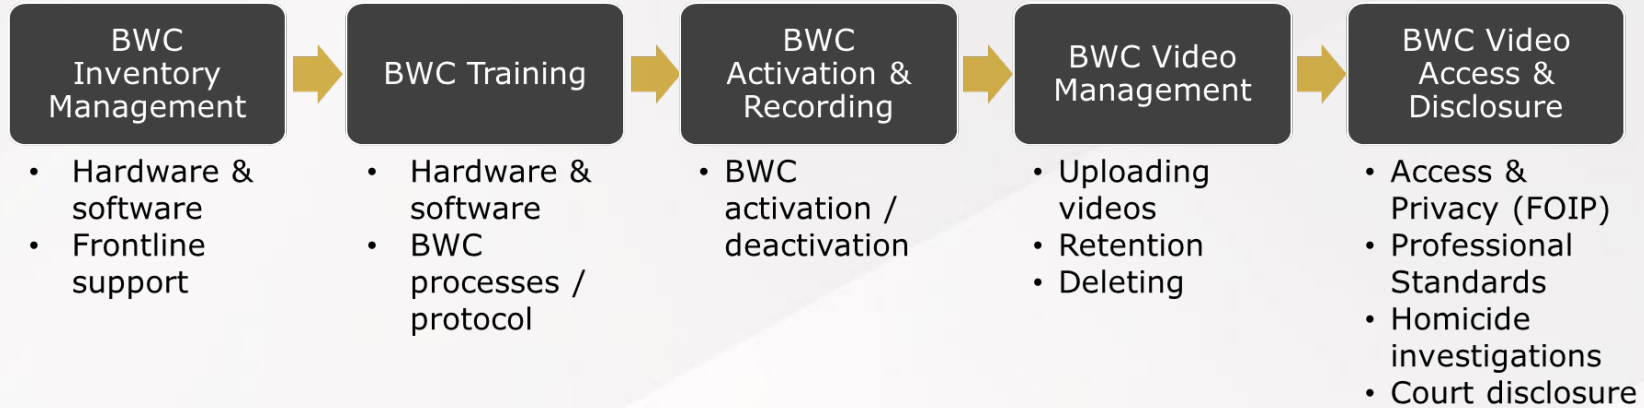 BWC
Inventory
Management
• Hardware &
software
• Frontline
support
BWC Training
• Hardware &
software
• BWC
processes /
protocol
BWC
Activation &
Recording
• BWC
activation /
deactivation
BWC Video
Management
• Uploading
videos
• Retention
• Deleting
BWC Video
Access &
Disclosure
• Access &
Privacy (FOIP)
• Professional
Standards
• Homicide
investigations
• Court disclosure